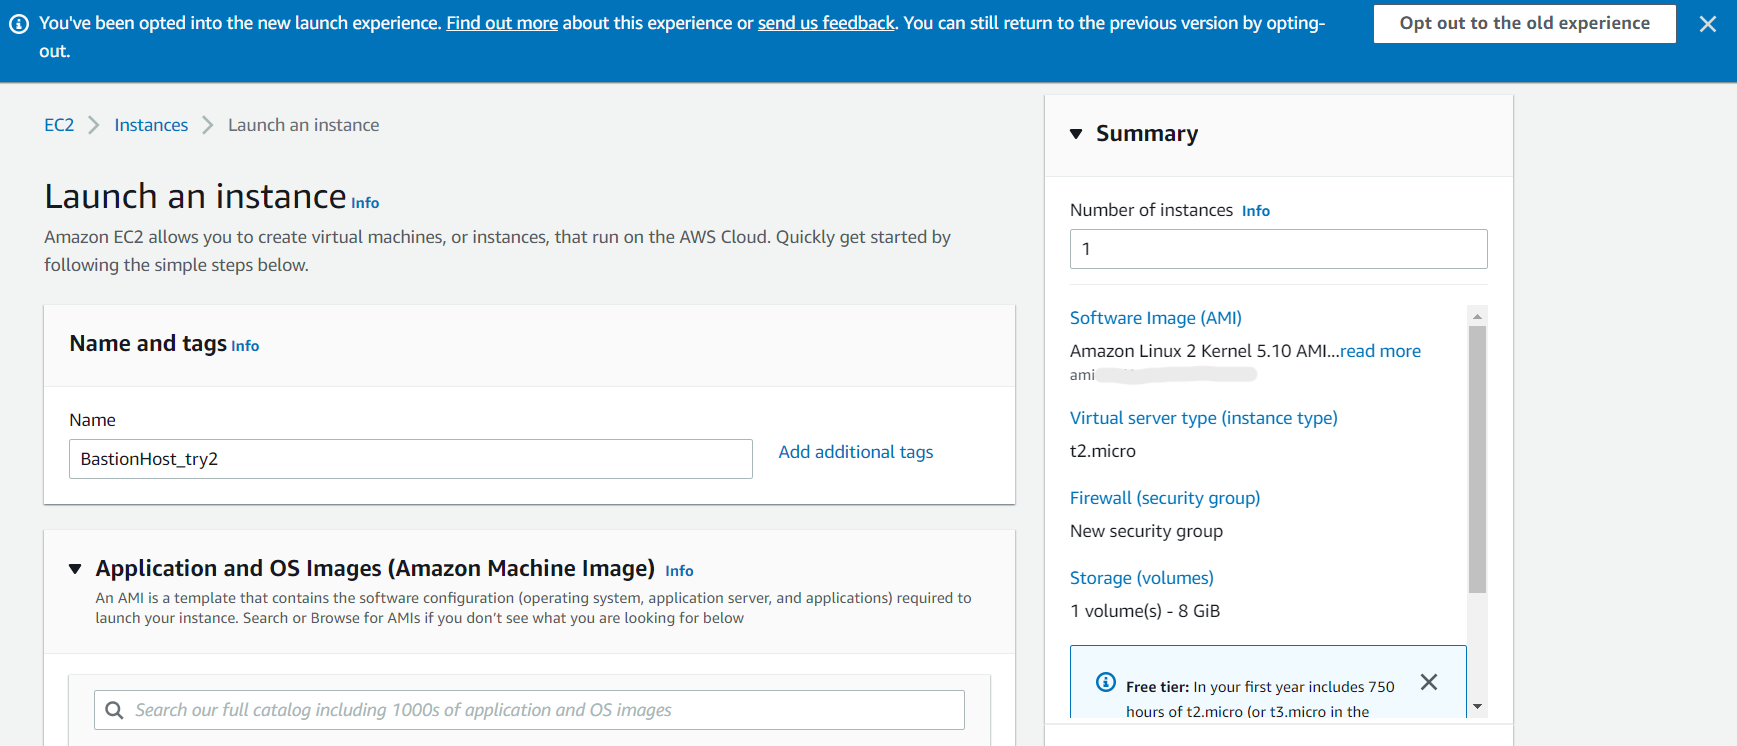 You've been opted into the new launch experience. Find out more about this experience or send us feedback. You can still return to the previous version by opting-
out.
Opt out to the old experience
EC2 Instances Launch an instance
Launch an instance Info
Amazon EC2 allows you to create virtual machines, or instances, that run on the AWS Cloud. Quickly get started by
following the simple steps below.
Name and tags Info
Name
BastionHost_try2
Add additional tags
Application and OS Images (Amazon Machine Image) Info
An AMI is a template that contains the software configuration (operating system, application server, and applications) required to
launch your instance. Search or Browse for AMIs if you don't see what you are looking for below
Search our full catalog including 1000s of application and OS images
Summary
Number of instances Info
1
Software Image (AMI)
Amazon Linux 2 Kernel 5.10 AMI...read more
ami
Virtual server type (instance type)
t2.micro
Firewall (security group)
New security group
Storage (volumes)
1 volume(s) - 8 GiB
Free tier: In your first year includes 750
hours of t2.micro (or t3.micro in the